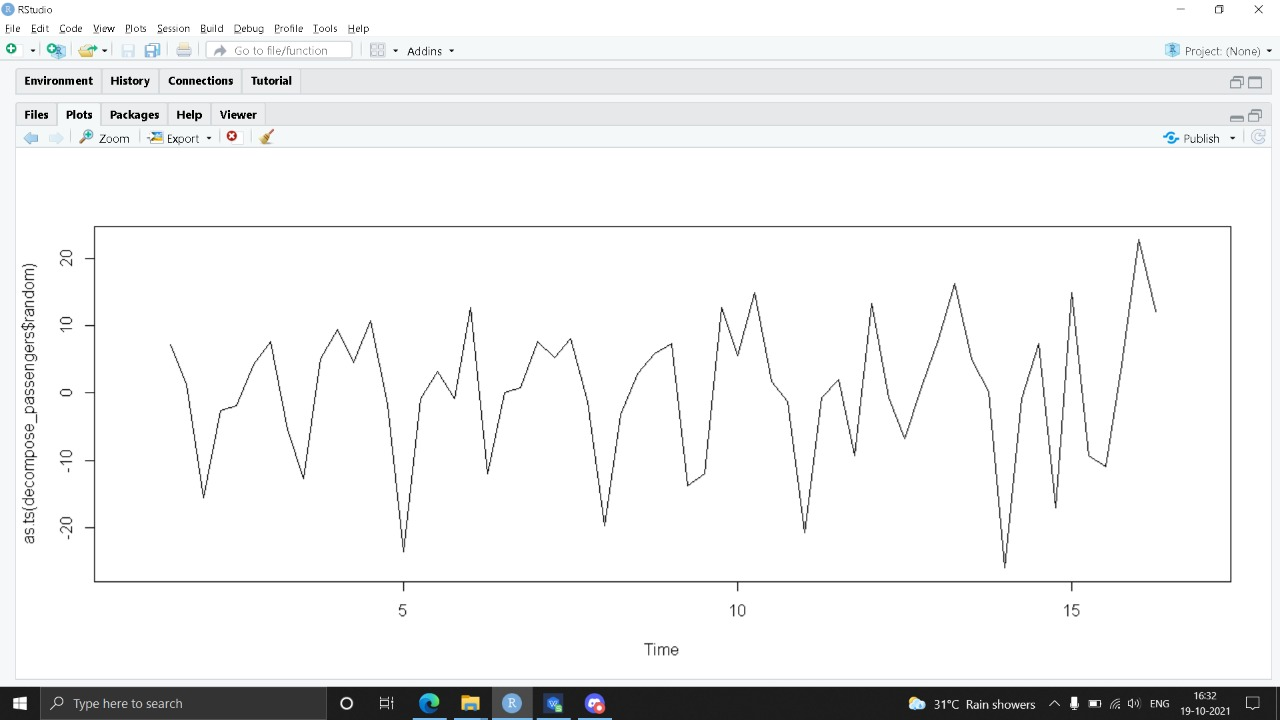 RStudio
File Edit Code View Plots Session Build Debug Profile Tools Help
Go to file/function Addins Project: (None)
Environment History Connections Tutorial
Files Plots Packages Help Viewer
Zoom Export Publish
as.ts(decompose_passengers$random)
20
10
0
-10
-20
5 10 15
Time
Type here to search 31°C Rain showers ENG 16:32
19-10-2021